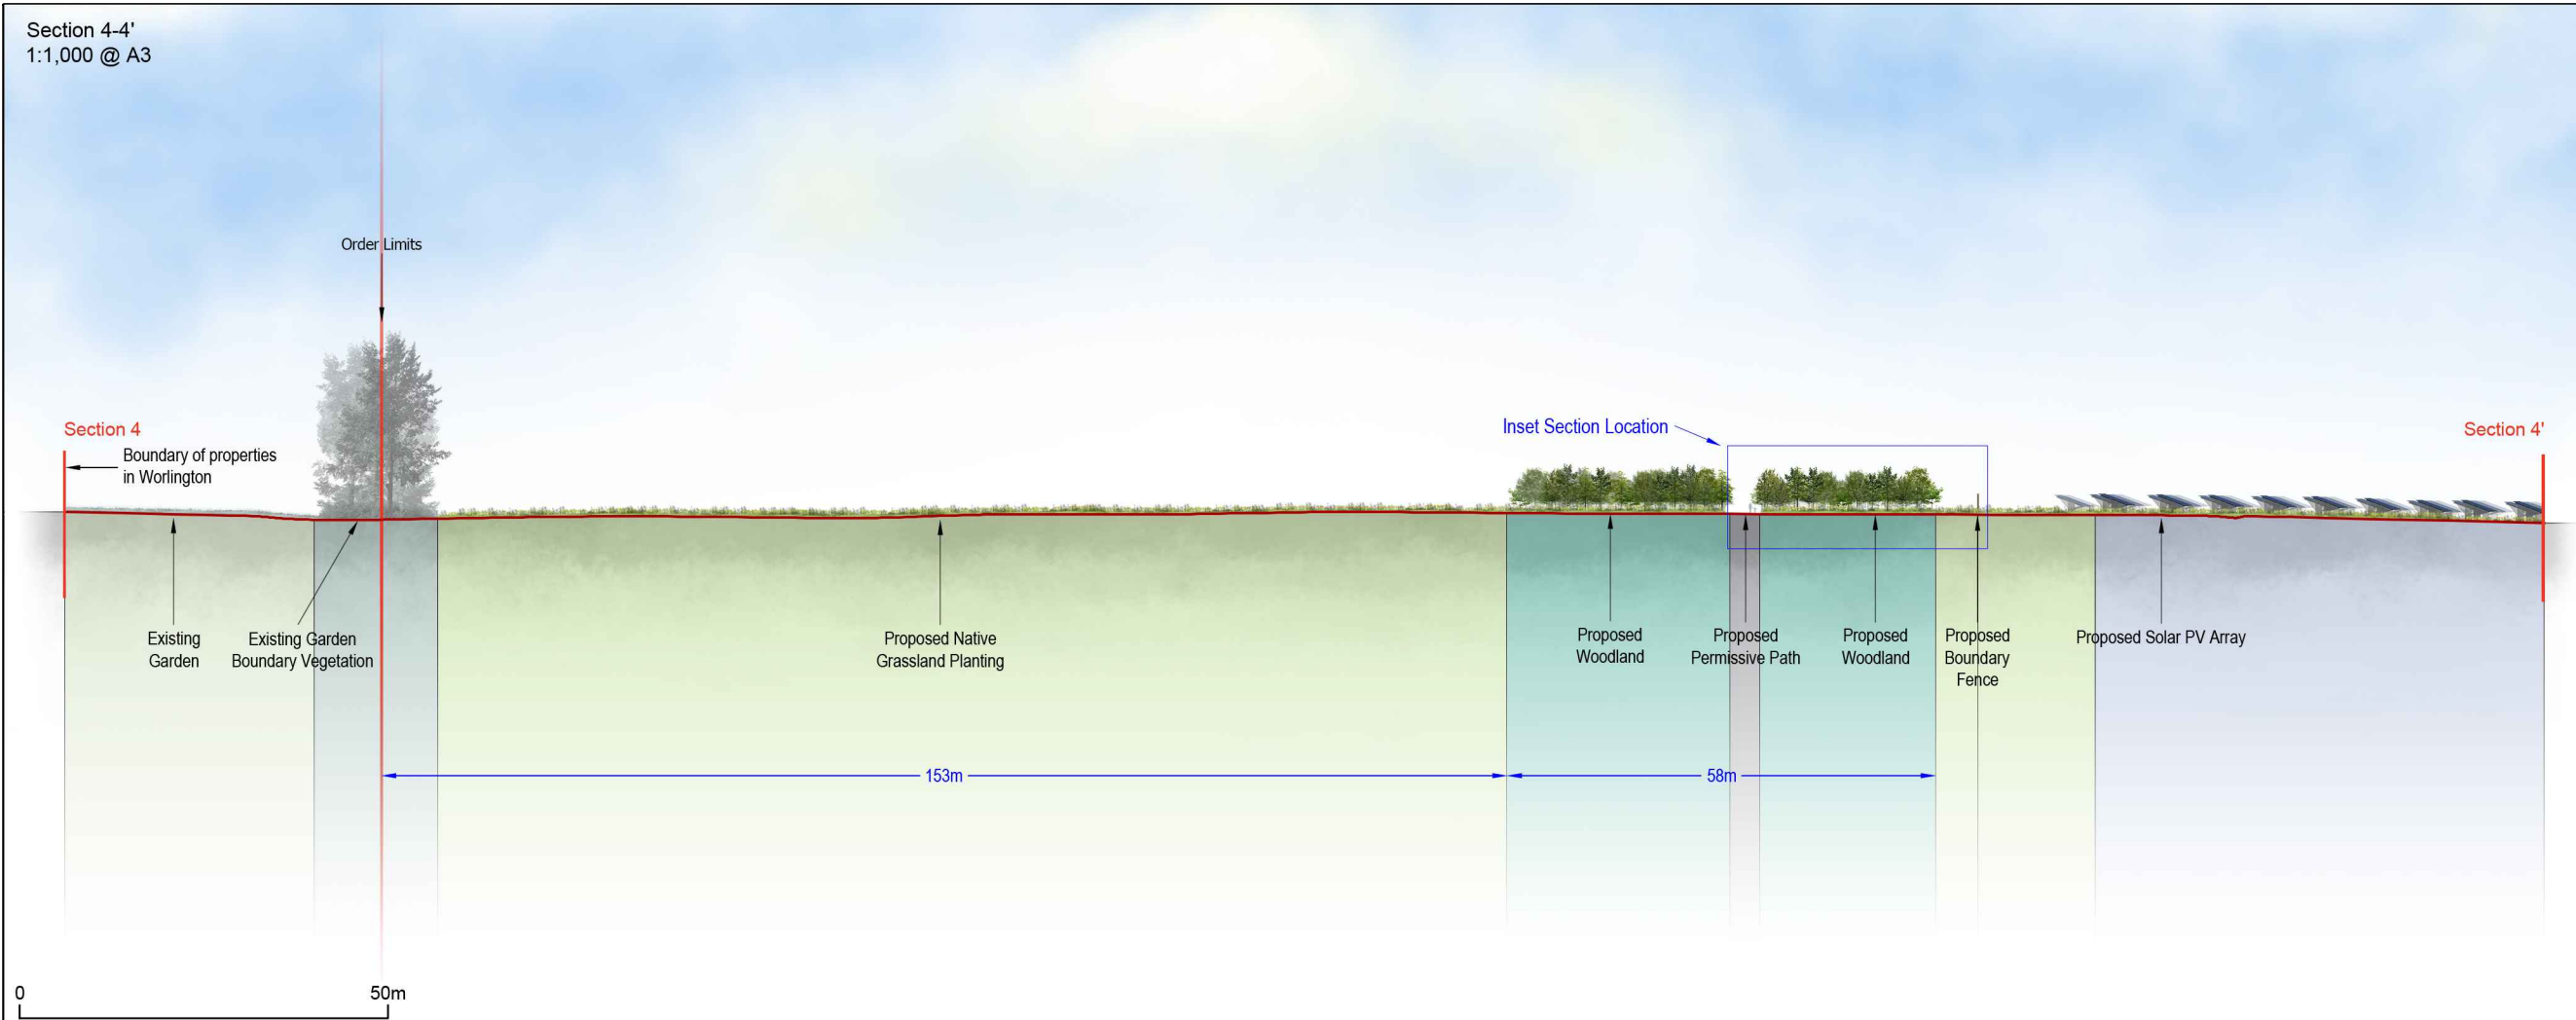 Section 4-4'
1:1,000 @ A3
Order Limits
Section 4
Boundary of properties
in Worlington
Inset Section Location
Section 4'
Existing
Garden
Existing Garden
Boundary Vegetation
Proposed Native
Grassland Planting
Proposed
Woodland
Proposed
Permissive Path
Proposed
Woodland
Proposed
Boundary
Fence
Proposed Solar PV Array
153m
58m
0
50m